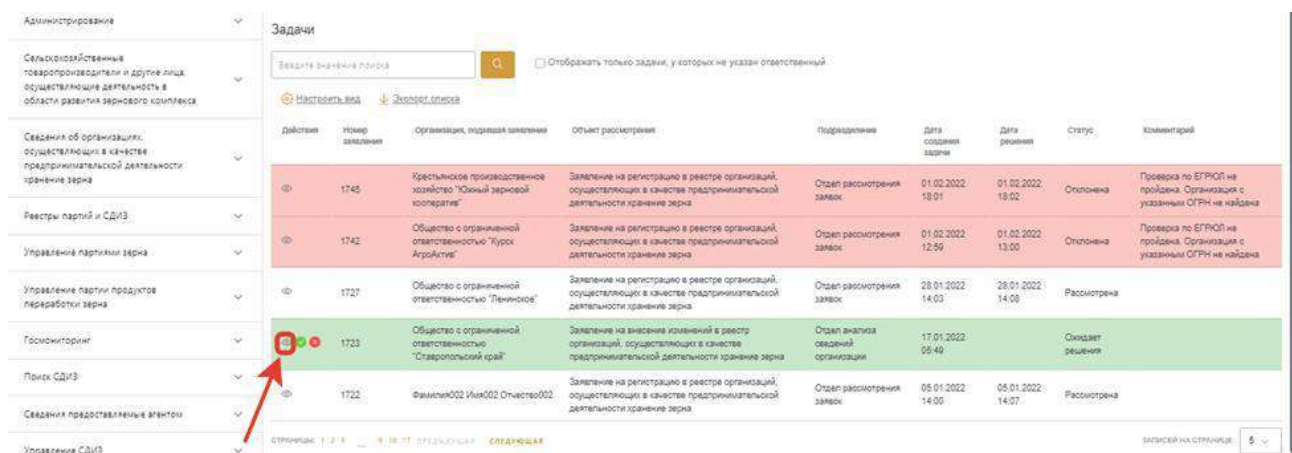 Администрирование
Сельскохозяйственные
товаропроизводители и другие лица,
осуществляющие деятельность в
области развития зернового комплекса
Сведения об организациях,
осуществляющих в качестве
предпринимательской деятельности
хранение зерна
Реестры партий и СДИЗ
Управление партиями зерна
Управление партии продуктов
переработки зерна
Госмониторинг
Поиск СДИЗ
Сведения предоставляемые агентом
Управление СДИЗ
Задачи
Введите значение поиска
Отображать только задачи, у которых не указан ответственный
Настроить вид Экспорт списка
Действия Номер заявления Организация, подавшая заявление Объект рассмотрения Подразделение Дата создания задачи Дата решения Статус Комментарий
1745
Крестьянское производственное
хозяйство "Южный зерновой
кооператив"
Заявление на регистрацию в реестре организаций,
осуществляющих в качестве предпринимательской
деятельности хранение зерна
Отдел рассмотрения
заявок
01.02.2022
18:01
01.02.2022
18:02
Отклонена
Проверка по ЕГРЮЛ не
пройдена. Организация с
указанным ОГРН не найдена
1742
Общество с ограниченной
ответственностью "Курск
АгроАктив"
Заявление на регистрацию в реестре организаций,
осуществляющих в качестве предпринимательской
деятельности хранение зерна
Отдел рассмотрения
заявок
01.02.2022
12:59
01.02.2022
13:00
Отклонена
Проверка по ЕГРЮЛ не
пройдена. Организация с
указанным ОГРН не найдена
1727
Общество с ограниченной
ответственностью "Ленинское"
Заявление на регистрацию в реестре организаций,
осуществляющих в качестве предпринимательской
деятельности хранение зерна
Отдел рассмотрения
заявок
28.01.2022
14:03
28.01.2022
14:08
Рассмотрена
1723
Общество с ограниченной
ответственностью
"Ставропольский край"
Заявление на внесение изменений в реестр
организаций, осуществляющих в качестве
предпринимательской деятельности хранение зерна
Отдел анализа
сведений
организации
17.01.2022
05:49
Ожидает
решения
1722
Фамилия002 Имя002 Отчество002
Заявление на регистрацию в реестре организаций,
осуществляющих в качестве предпринимательской
деятельности хранение зерна
Отдел рассмотрения
заявок
05.01.2022
14:00
05.01.2022
14:07
Рассмотрена
СТРАНИЦЫ: 1 2 ... 9 10 11 ПРЕДЫДУЩАЯ СЛЕДУЮЩАЯ
ЗАПИСЕЙ НА СТРАНИЦЕ 5